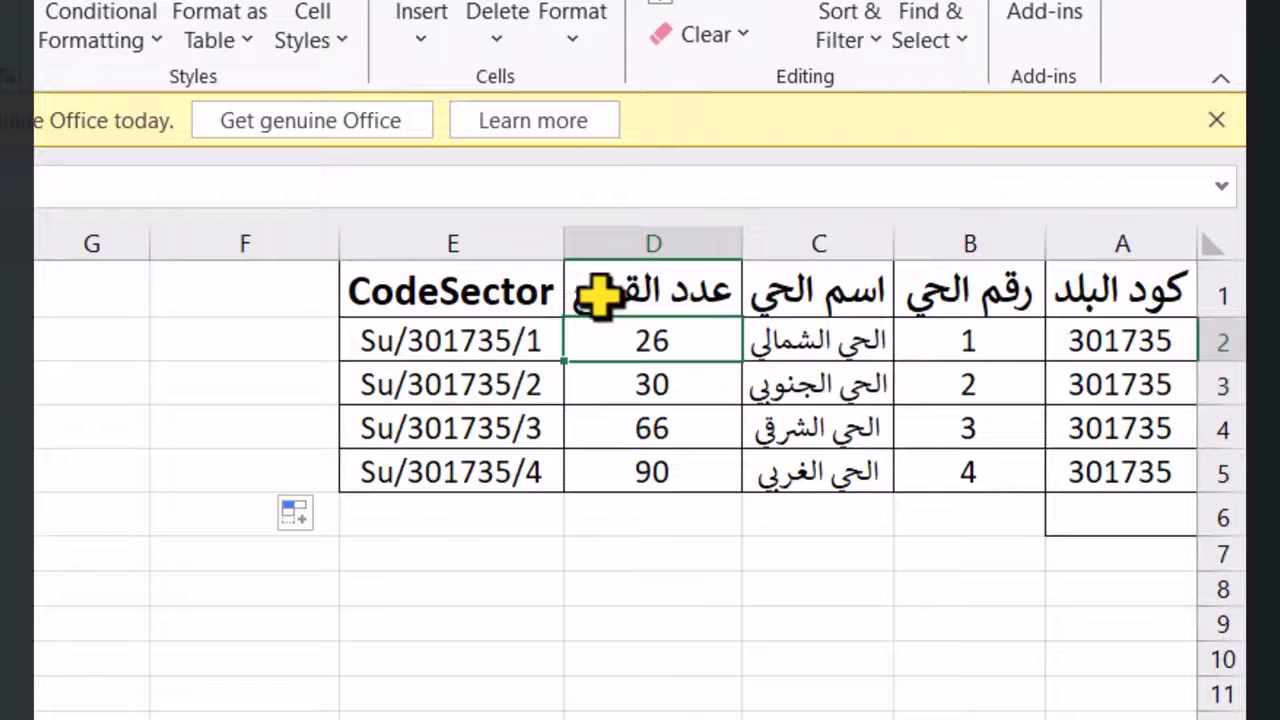 Conditional Format as Cell Insert Delete Format Sort & Find & Add-ins
Formatting Table Styles Clear Filter Select
Styles Cells Editing Add-ins
Office today. Get genuine Office Learn more
G F E D C B A
1 كود البلد رقم الحي اسم الحي عدد CodeSector
2 301735 1 الحي الشمالي 26 Su/301735/1
3 301735 2 الحي الجنوبي 30 Su/301735/2
4 301735 3 الحي الشرقي 66 Su/301735/3
5 301735 4 الحي الغربي 90 Su/301735/4
6
7
8
9
10
11